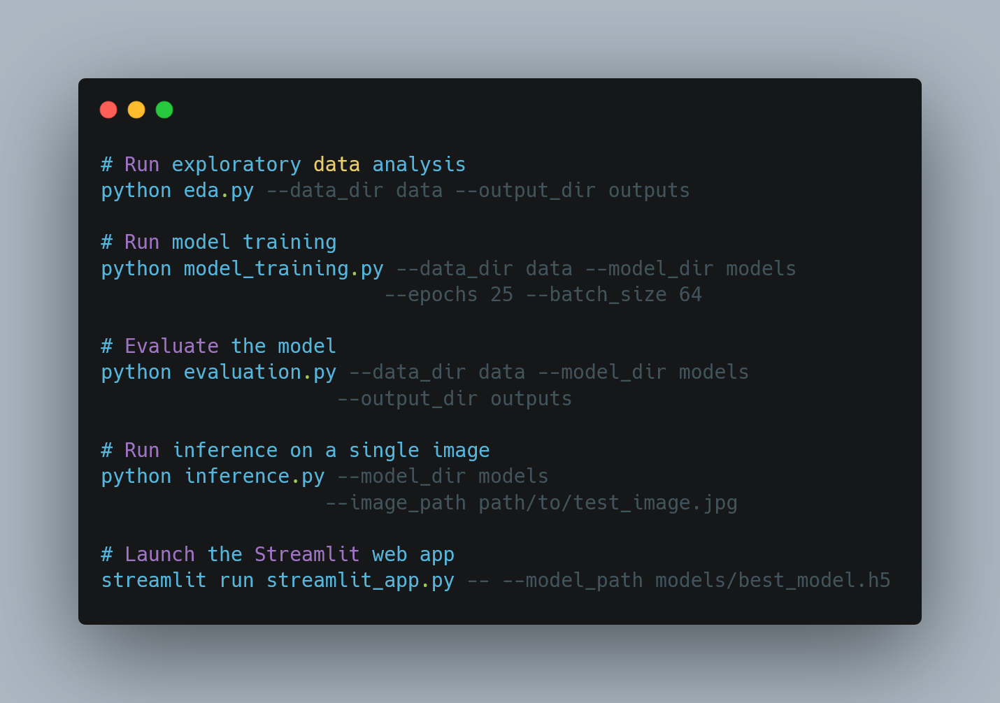 # Run exploratory data analysis
python eda.py --data_dir data --output_dir outputs

# Run model training
python model_training.py --data_dir data --model_dir models
                        --epochs 25 --batch_size 64

# Evaluate the model
python evaluation.py --data_dir data --model_dir models
                    --output_dir outputs

# Run inference on a single image
python inference.py --model_dir models
                   --image_path path/to/test_image.jpg

# Launch the Streamlit web app
streamlit run streamlit_app.py -- --model_path models/best_model.h5